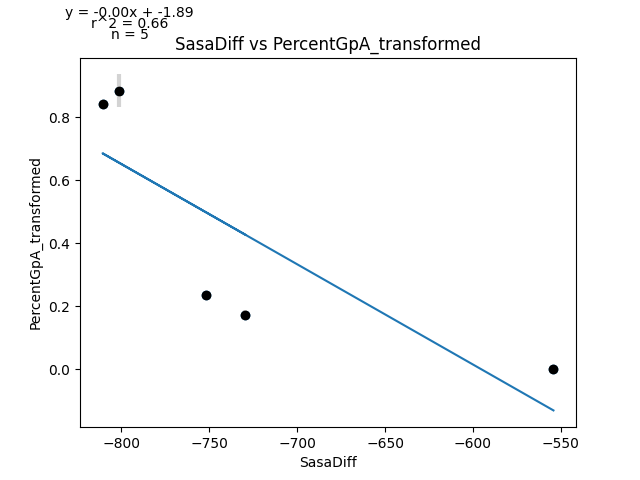 y = -0.00x + -1.89
r^2 = 0.66
n = 5
SasaDiff vs PercentGpA_transformed
PercentGpA_transformed
0.8
0.6
0.4
0.2
0.0
−800
−750
−700
−650
−600
−550
SasaDiff